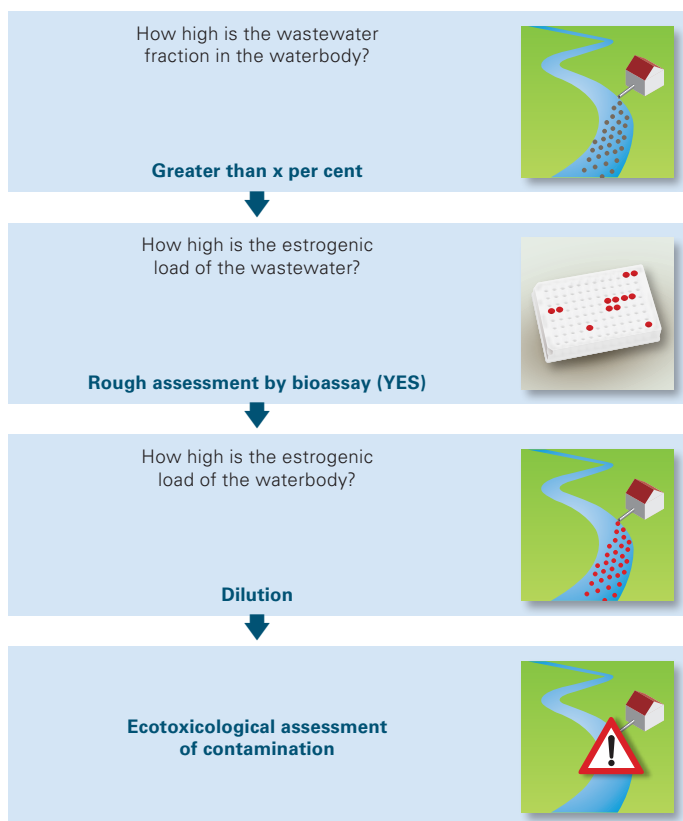 How high is the wastewater
fraction in the waterbody?
Greater than x per cent
How high is the estrogenic
load of the wastewater?
Rough assessment by bioassay (YES)
How high is the estrogenic
load of the waterbody?
Dilution
Ecotoxicological assessment
of contamination